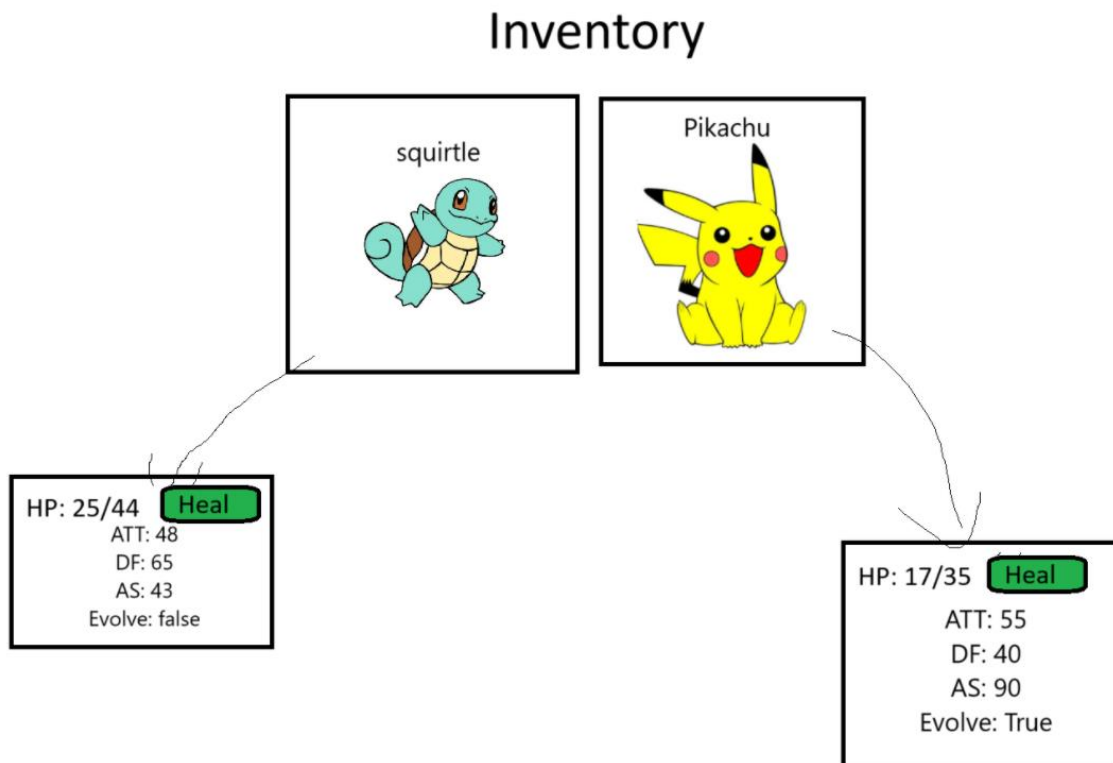 Inventory
squirtle
Pikachu
HP: 25/44 Heal
ATT: 48
DF: 65
AS: 43
Evolve: false
HP: 17/35 Heal
ATT: 55
DF: 40
AS: 90
Evolve: True